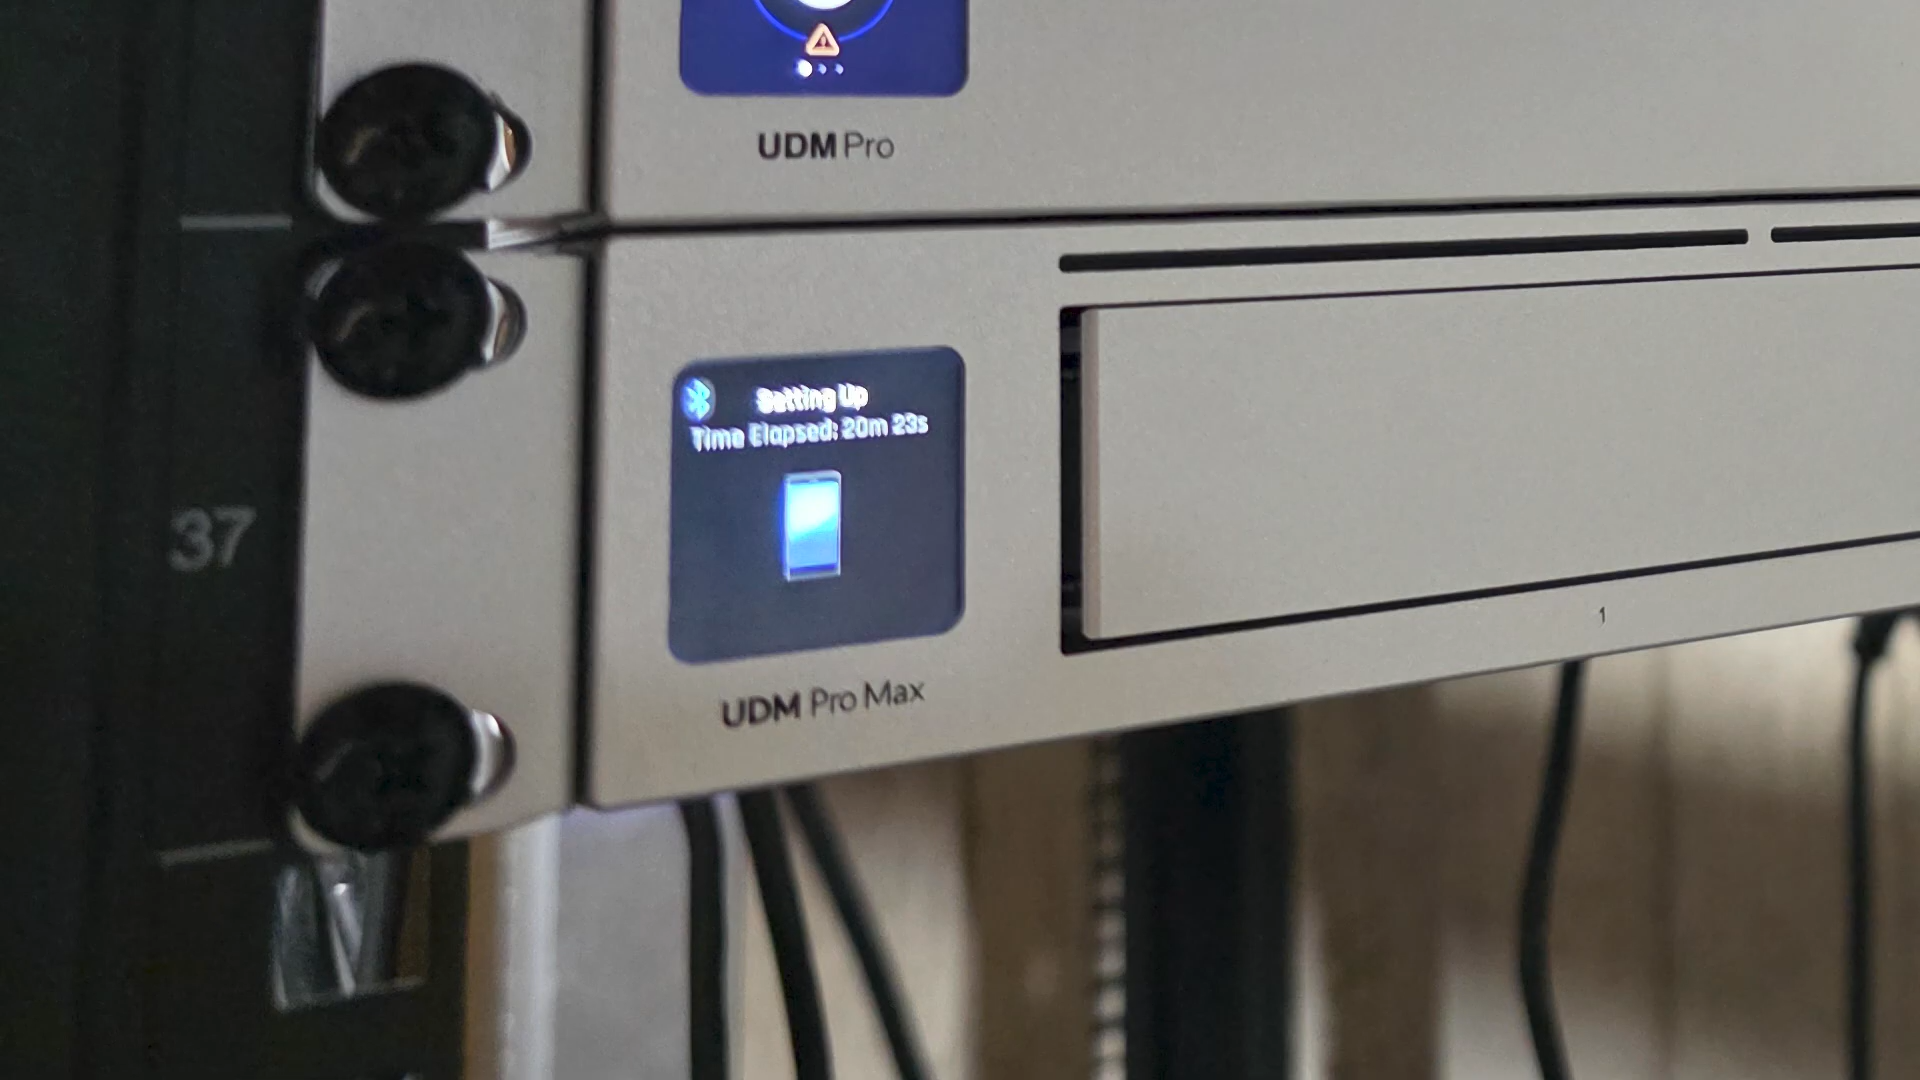 UDM Pro
Setting Up
Time Elapsed: 20m 23s
37
1
UDM Pro Max